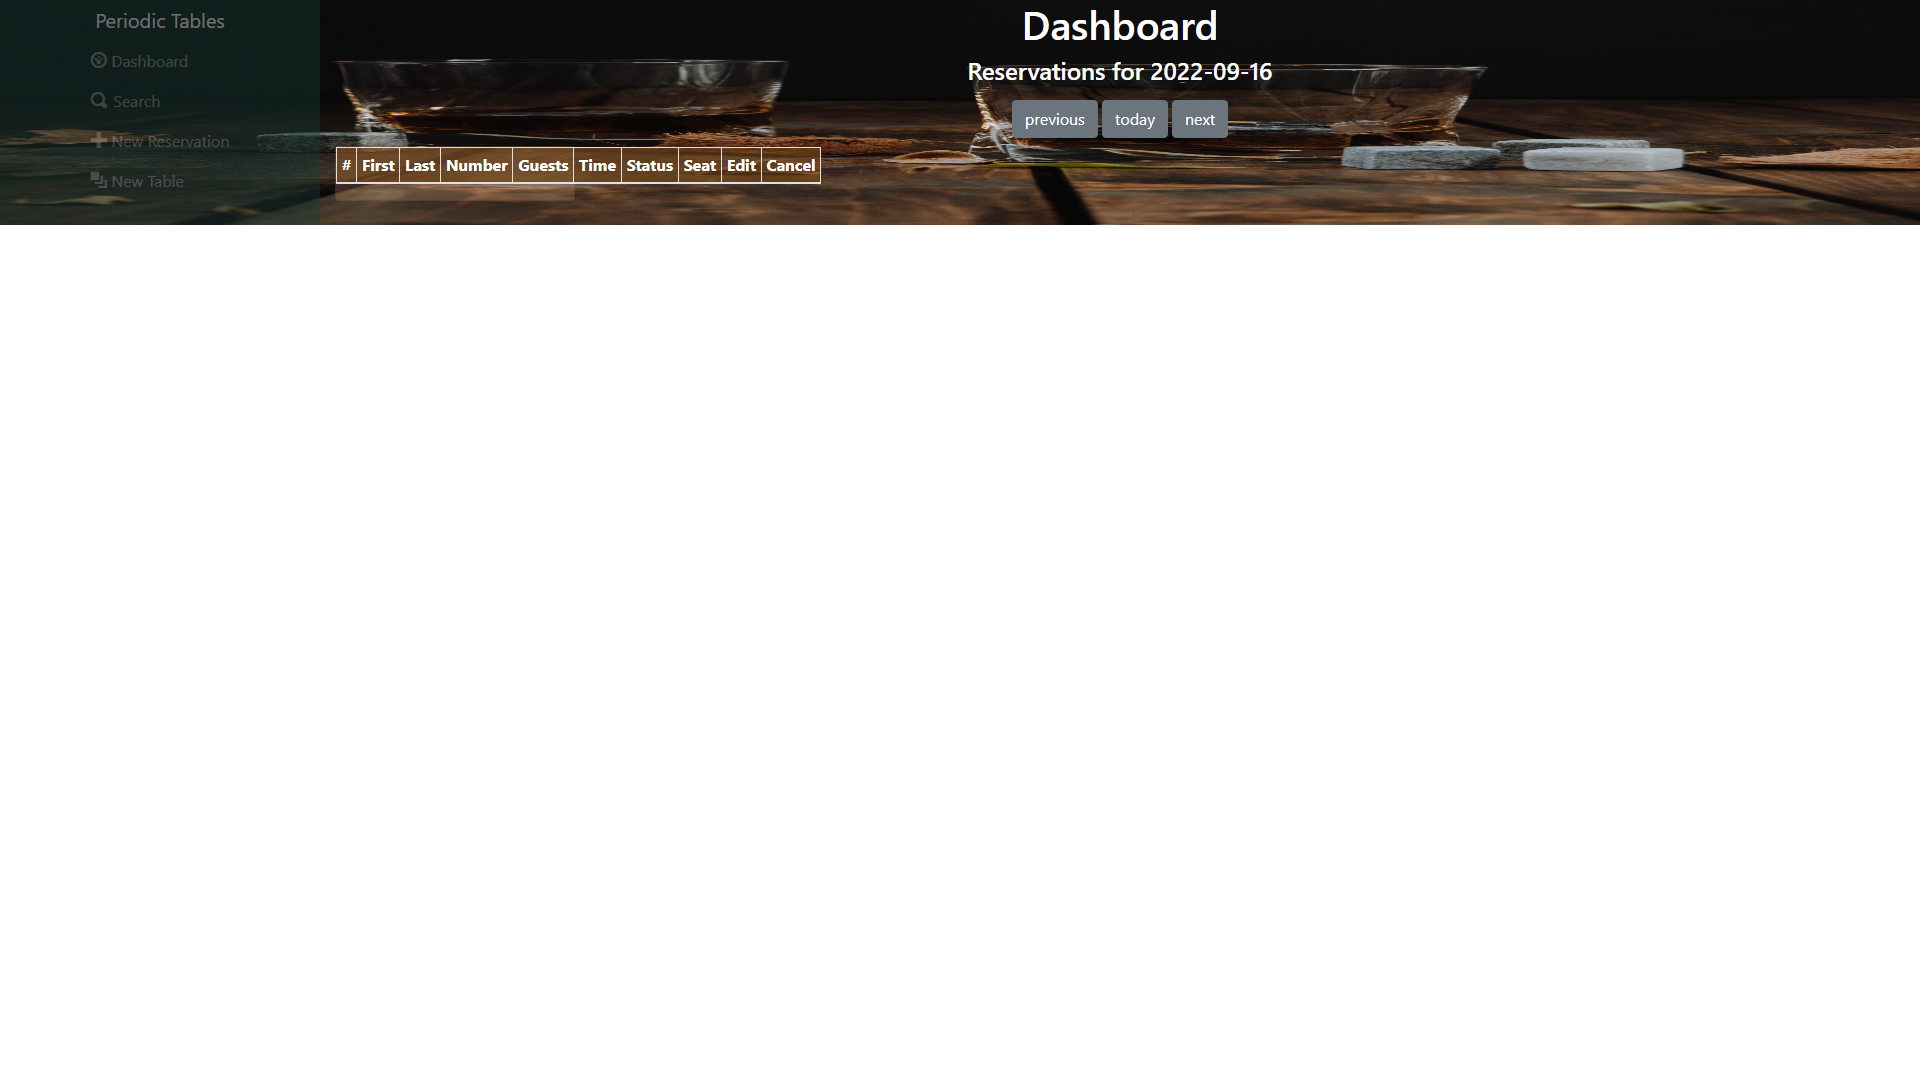 Periodic Tables
Dashboard
Search
New Reservation
New Table
Dashboard
Reservations for 2022-09-16
previous today next
# First Last Number Guests Time Status Seat Edit Cancel